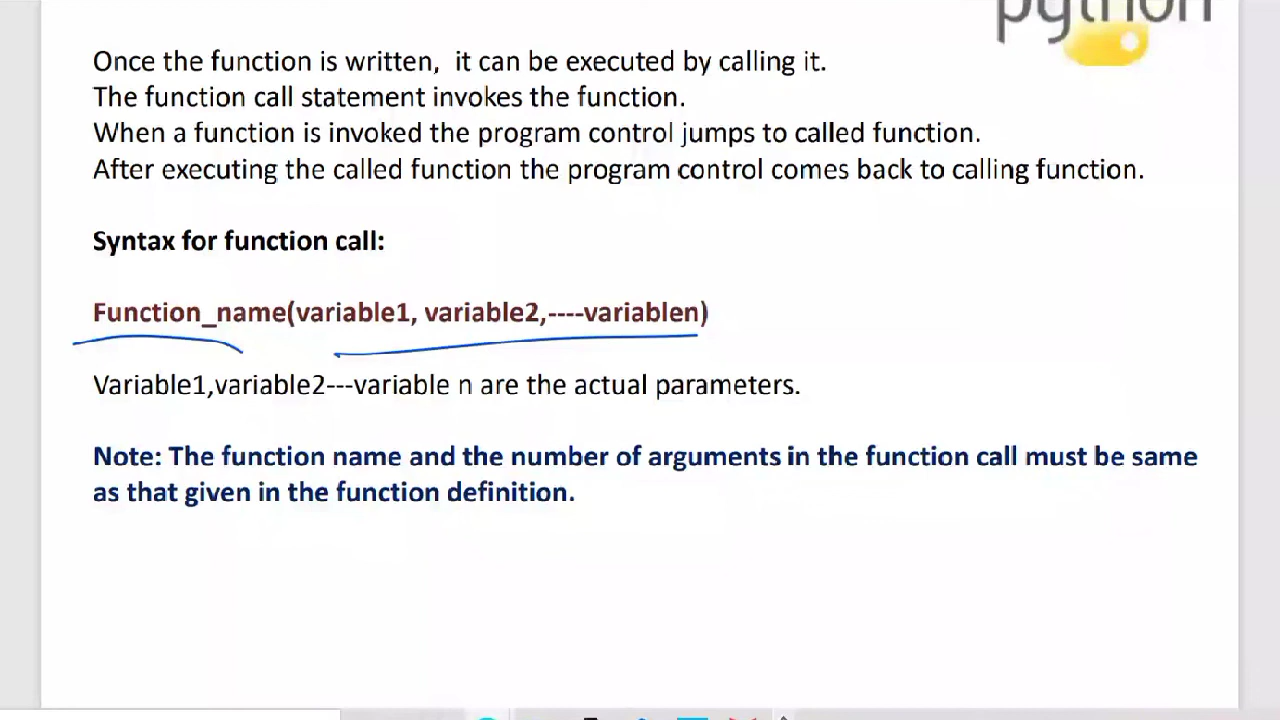 python
Once the function is written,  it can be executed by calling it.
The function call statement invokes the function.
When a function is invoked the program control jumps to called function.
After executing the called function the program control comes back to calling function.
Syntax for function call:
Function_name(variable1, variable2,----variablen)
Variable1,variable2---variable n are the actual parameters.
Note: The function name and the number of arguments in the function call must be same
as that given in the function definition.